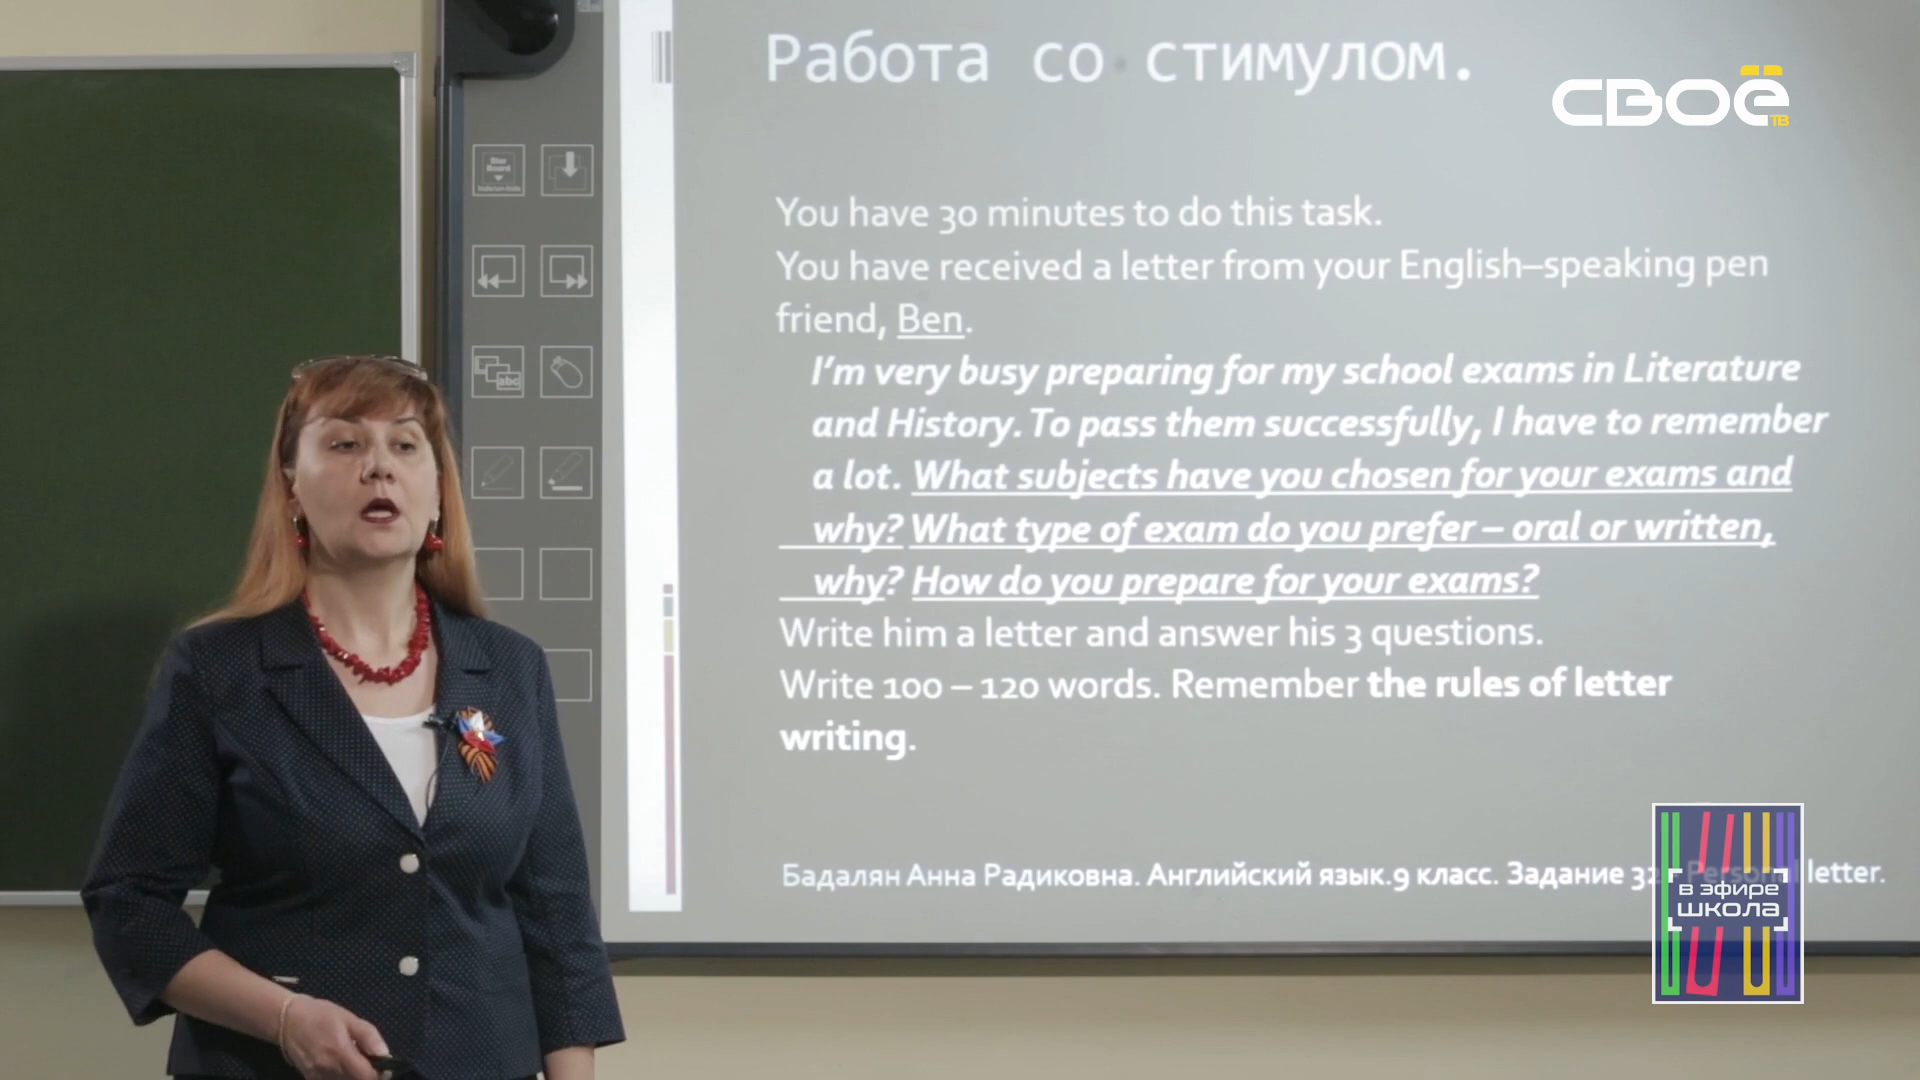 Работа со стимулом.
СВОЁ
ТВ
You have 30 minutes to do this task.
You have received a letter from your English–speaking pen
friend, Ben.
I'm very busy preparing for my school exams in Literature
and History. To pass them successfully, I have to remember
a lot. What subjects have you chosen for your exams and
why? What type of exam do you prefer – oral or written,
why? How do you prepare for your exams?
Write him a letter and answer his 3 questions.
Write 100 – 120 words. Remember the rules of letter
writing.
Бадалян Анна Радиковна. Английский язык.9 класс. Задание 32 Personal letter.
в эфире
школа
Star
Board
abc